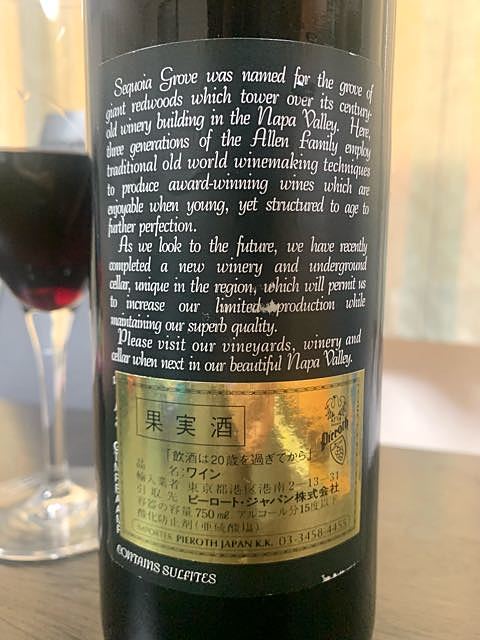 Sequoia Grove was named for the grove of
giant redwoods which tower over its century-
old winery building in the Napa Valley. Here,
three generations of the Allen Family employ
traditional old world winemaking techniques
to produce award-winning wines which are
enjoyable when young, yet structured to age to
further perfection.
As we look to the future, we have recently
completed a new winery and underground
cellar, unique in the region, which will permit us
to increase our limited production while
maintaining our superb quality.
Please visit our vineyards, winery and
cellar when next in our beautiful Napa Valley.
果実酒
Pieroth
「飲酒は20歳を過ぎてから」
品 名:ワイン
輸入業者 東京都港区港南2-13-31
引取先 ピーロート・ジャパン株式会社
容器の容量 750㎖ アルコール分15度以下
酸化防止剤(亜硫酸塩)
IMPORTER PIEROTH JAPAN K.K. 03-3458-4455
CONTAINS SULFITES